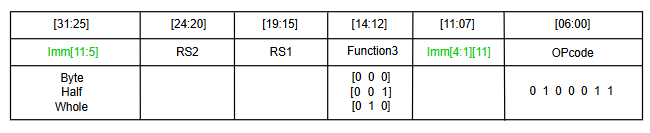 [31:25] [24:20] [19:15] [14:12] [11:07] [06:00]
Imm[11:5] RS2 RS1 Function3 Imm[4:1][11] OPcode
Byte [0 0 0]
Half [0 0 1] 0 1 0 0 0 1 1
Whole [0 1 0]